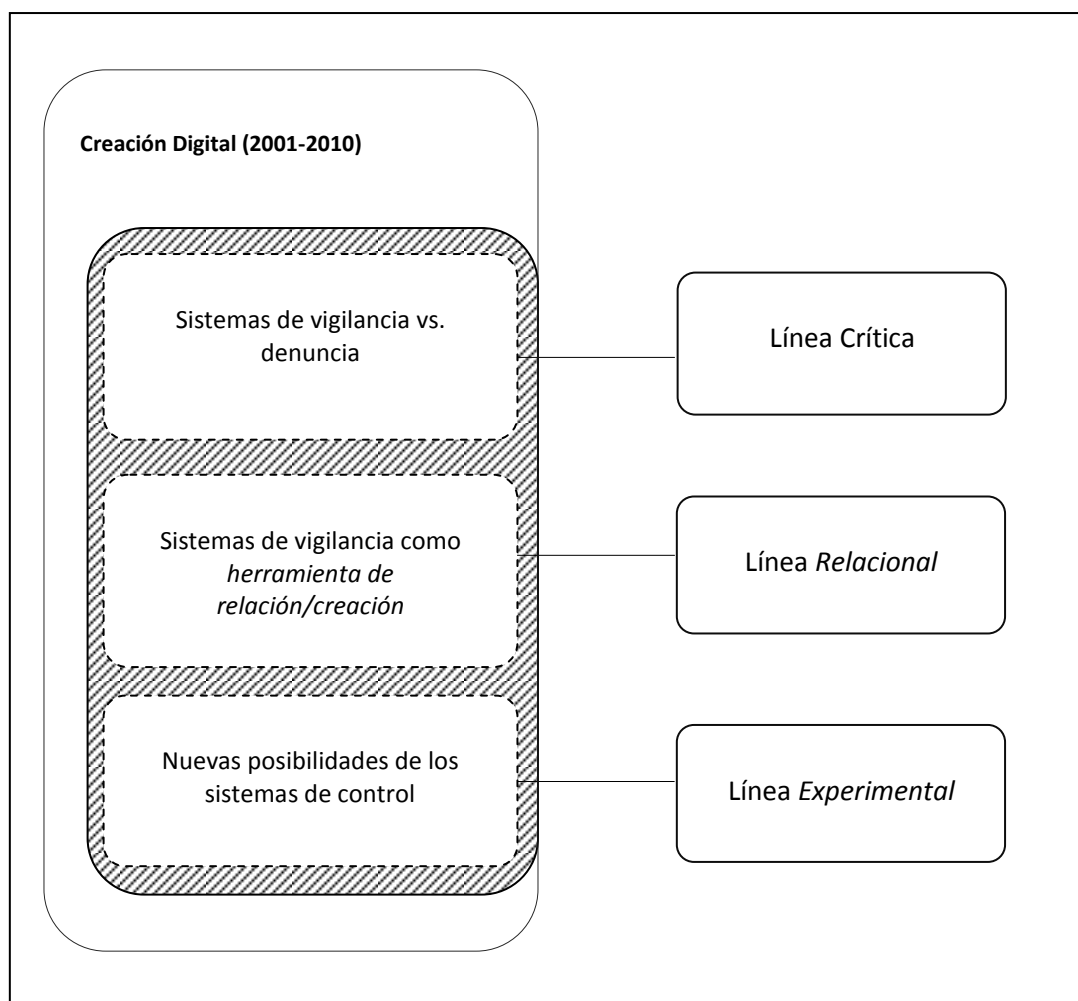 Creación Digital (2001-2010)
Sistemas de vigilancia vs.
denuncia
Línea Crítica
Sistemas de vigilancia como
herramienta de
relación/creación
Línea Relacional
Nuevas posibilidades de los
sistemas de control
Línea Experimental